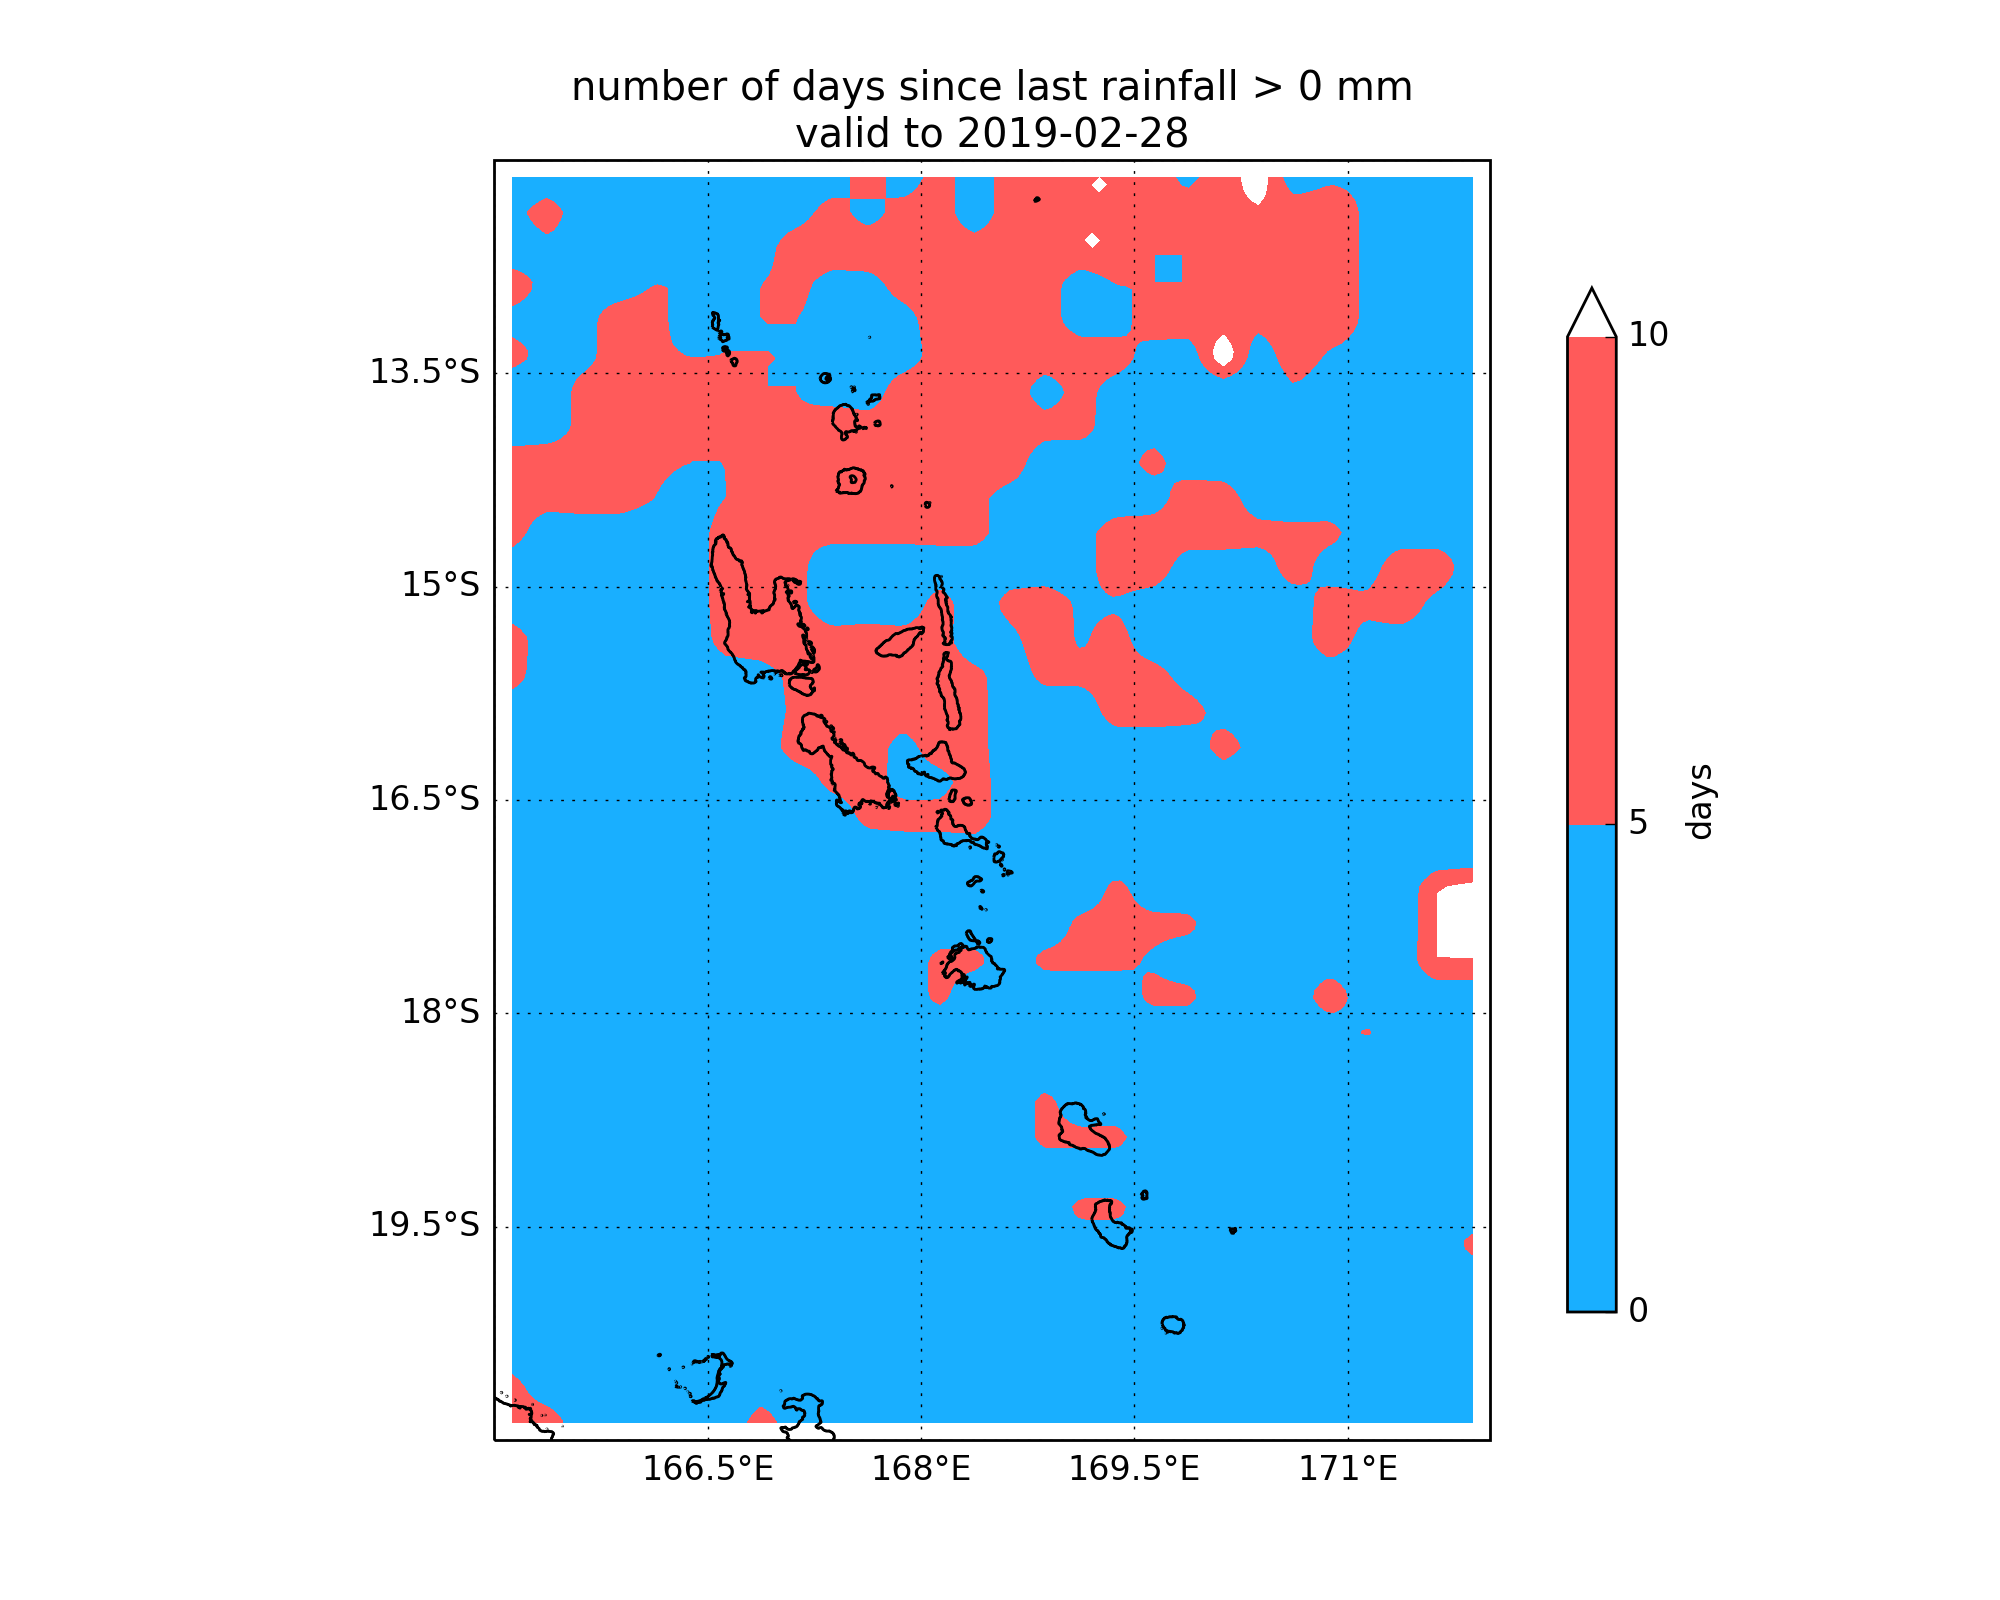 number of days since last rainfall > 0 mm
valid to 2019-02-28
13.5°S
15°S
16.5°S
18°S
19.5°S
166.5°E
168°E
169.5°E
171°E
10
5
0
days